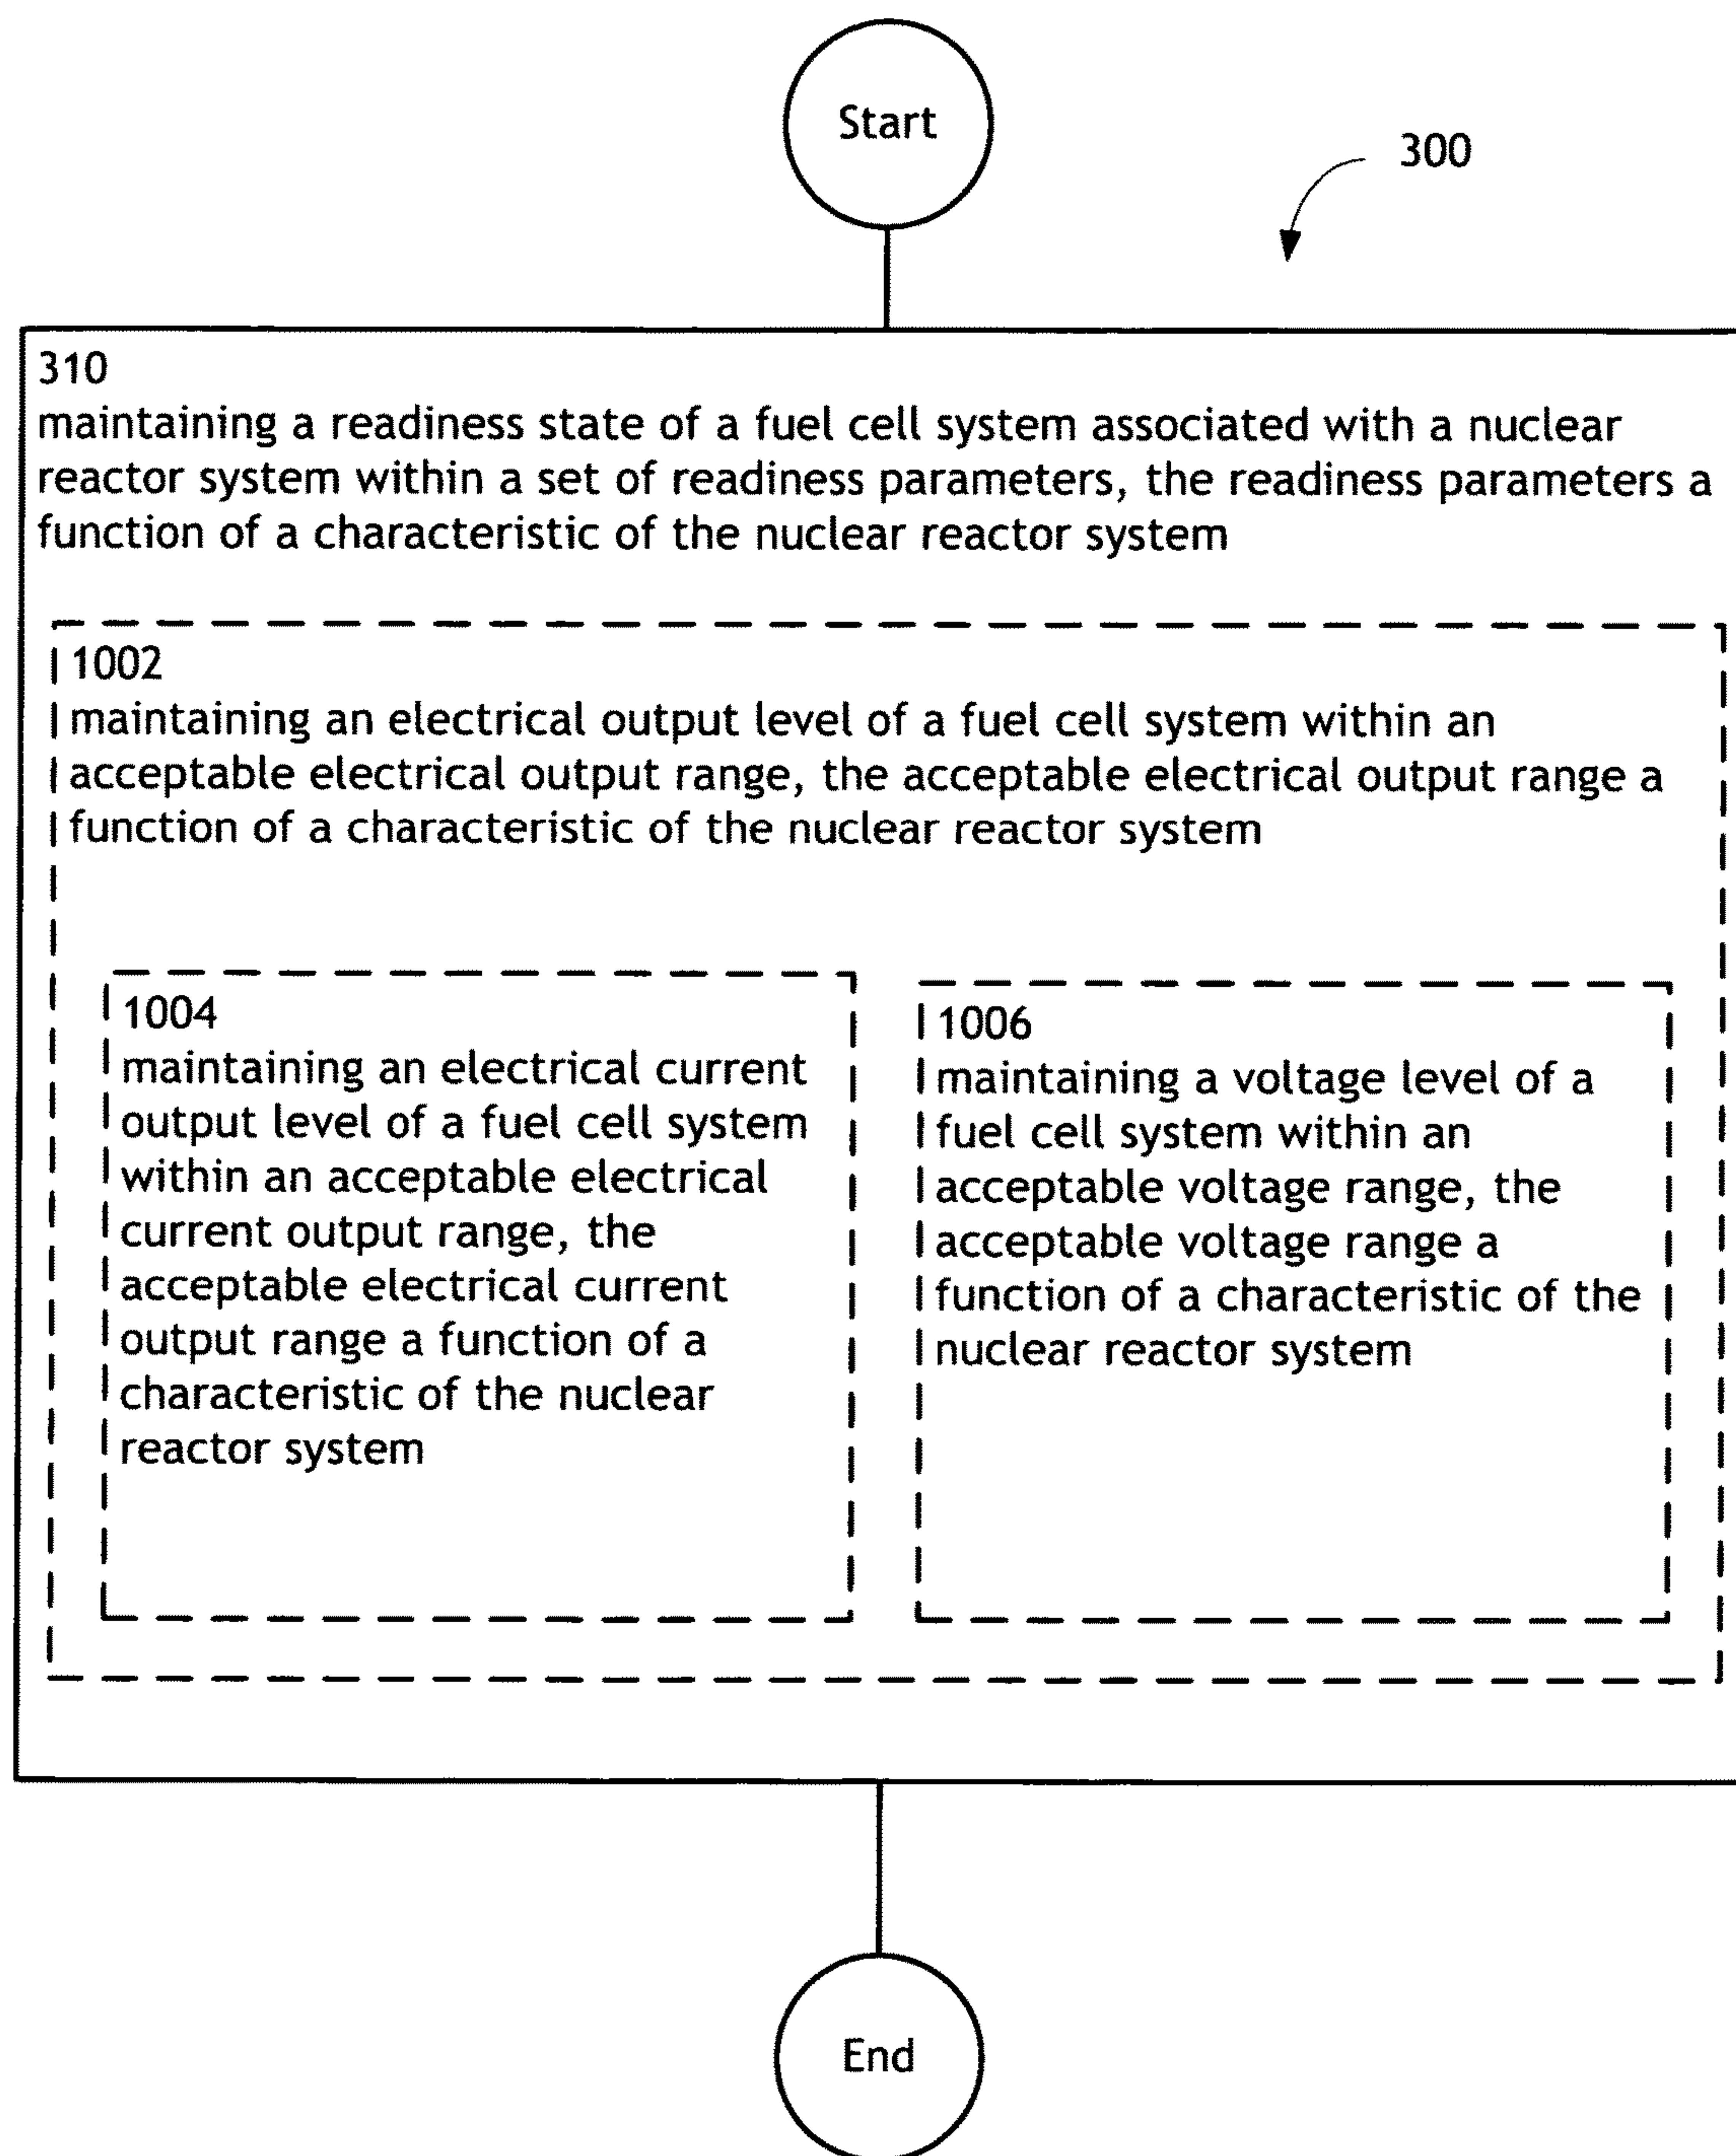 Start
300
310
maintaining a readiness state of a fuel cell system associated with a nuclear
reactor system within a set of readiness parameters, the readiness parameters a
function of a characteristic of the nuclear reactor system
1002
maintaining an electrical output level of a fuel cell system within an
acceptable electrical output range, the acceptable electrical output range a
function of a characteristic of the nuclear reactor system
1004
maintaining an electrical current
output level of a fuel cell system
within an acceptable electrical
current output range, the
acceptable electrical current
output range a function of a
characteristic of the nuclear
reactor system
1006
maintaining a voltage level of a
fuel cell system within an
acceptable voltage range, the
acceptable voltage range a
function of a characteristic of the
nuclear reactor system
End